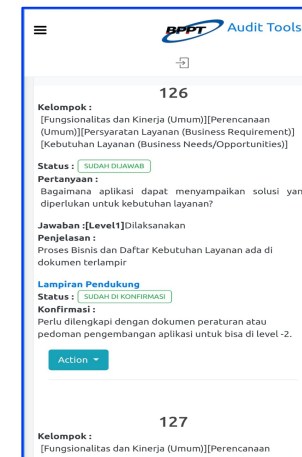 BPPT Audit Tools
126
Kelompok :
[Fungsionalitas dan Kinerja (Umum)][Perencanaan
(Umum)][Persyaratan Layanan (Business Requirement)]
[Kebutuhan Layanan (Business Needs/Opportunities)]
Status : SUDAH DIJAWAB
Pertanyaan :
Bagaimana aplikasi dapat menyampaikan solusi yan
diperlukan untuk kebutuhan layanan?
Jawaban :[Level1]Dilaksanakan
Penjelasan :
Proses Bisnis dan Daftar Kebutuhan Layanan ada di
dokumen terlampir
Lampiran Pendukung
Status : SUDAH DI KONFIRMASI
Konfirmasi :
Perlu dilengkapi dengan dokumen peraturan atau
pedoman pengembangan aplikasi untuk bisa di level -2.
Action
127
Kelompok :
[Fungsionalitas dan Kinerja (Umum)][Perencanaan